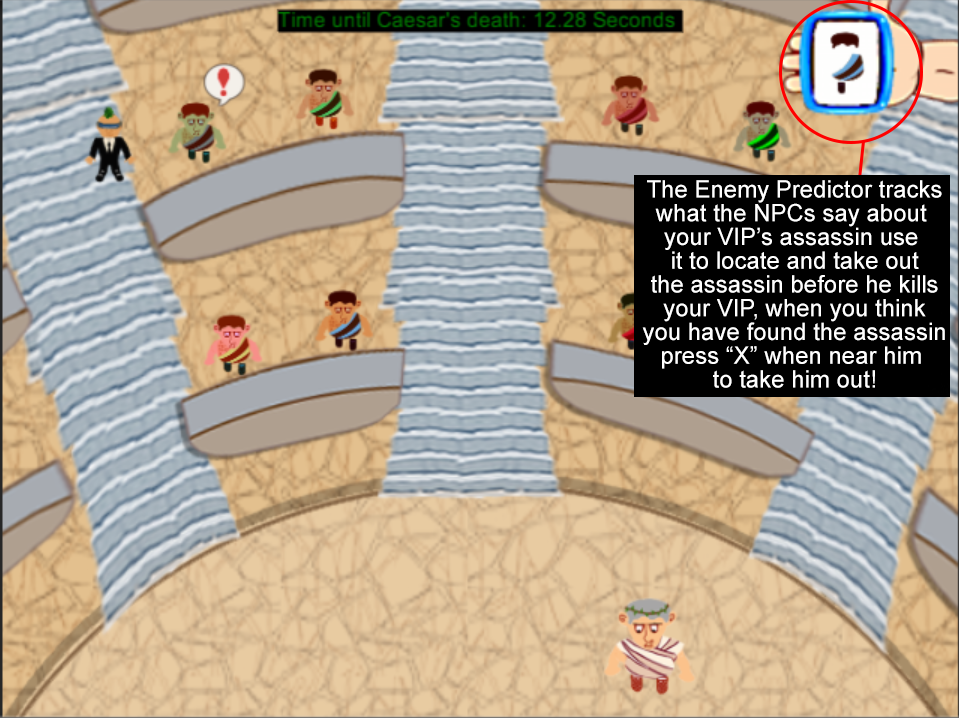 Time until Caesar's death: 12.28 Seconds
!
The Enemy Predictor tracks
what the NPCs say about
your VIP’s assassin use
it to locate and take out
the assassin before he kills
your VIP, when you think
you have found the assassin
press “X” when near him
to take him out!